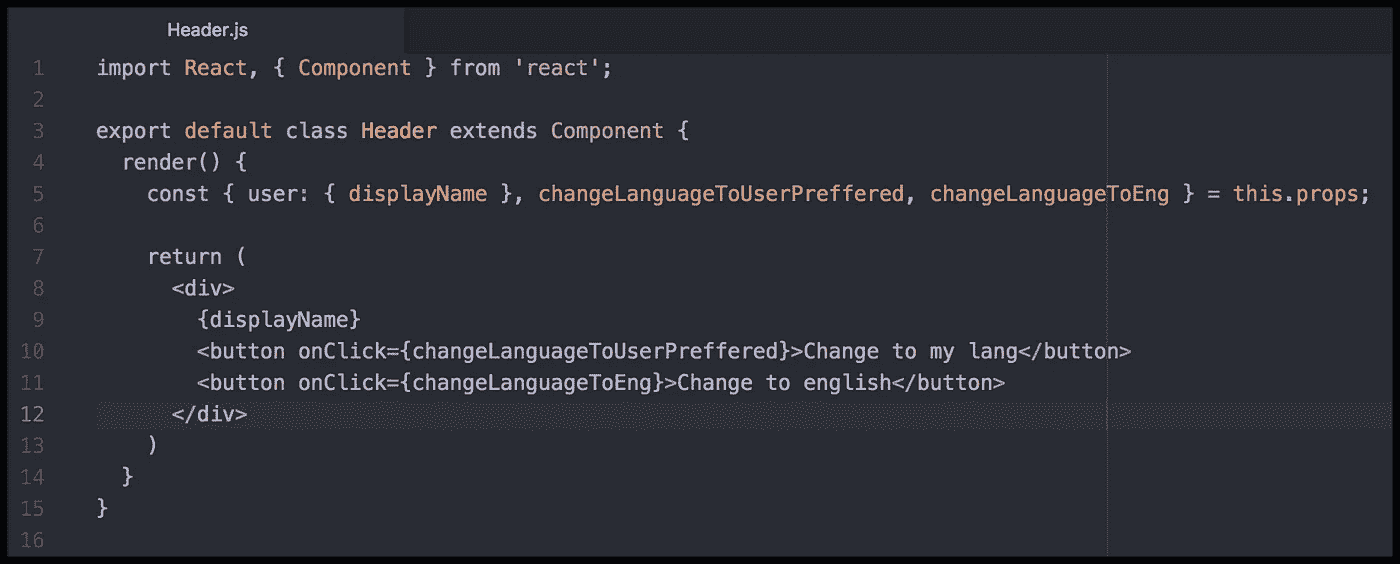 Header.js
1 import React, { Component } from 'react';
2
3 export default class Header extends Component {
4   render() {
5     const { user: { displayName }, changeLanguageToUserPreffered, changeLanguageToEng } = this.props;
6
7     return (
8       <div>
9         {displayName}
10         <button onClick={changeLanguageToUserPreffered}>Change to my lang</button>
11         <button onClick={changeLanguageToEng}>Change to english</button>
12       </div>
13     )
14   }
15 }
16